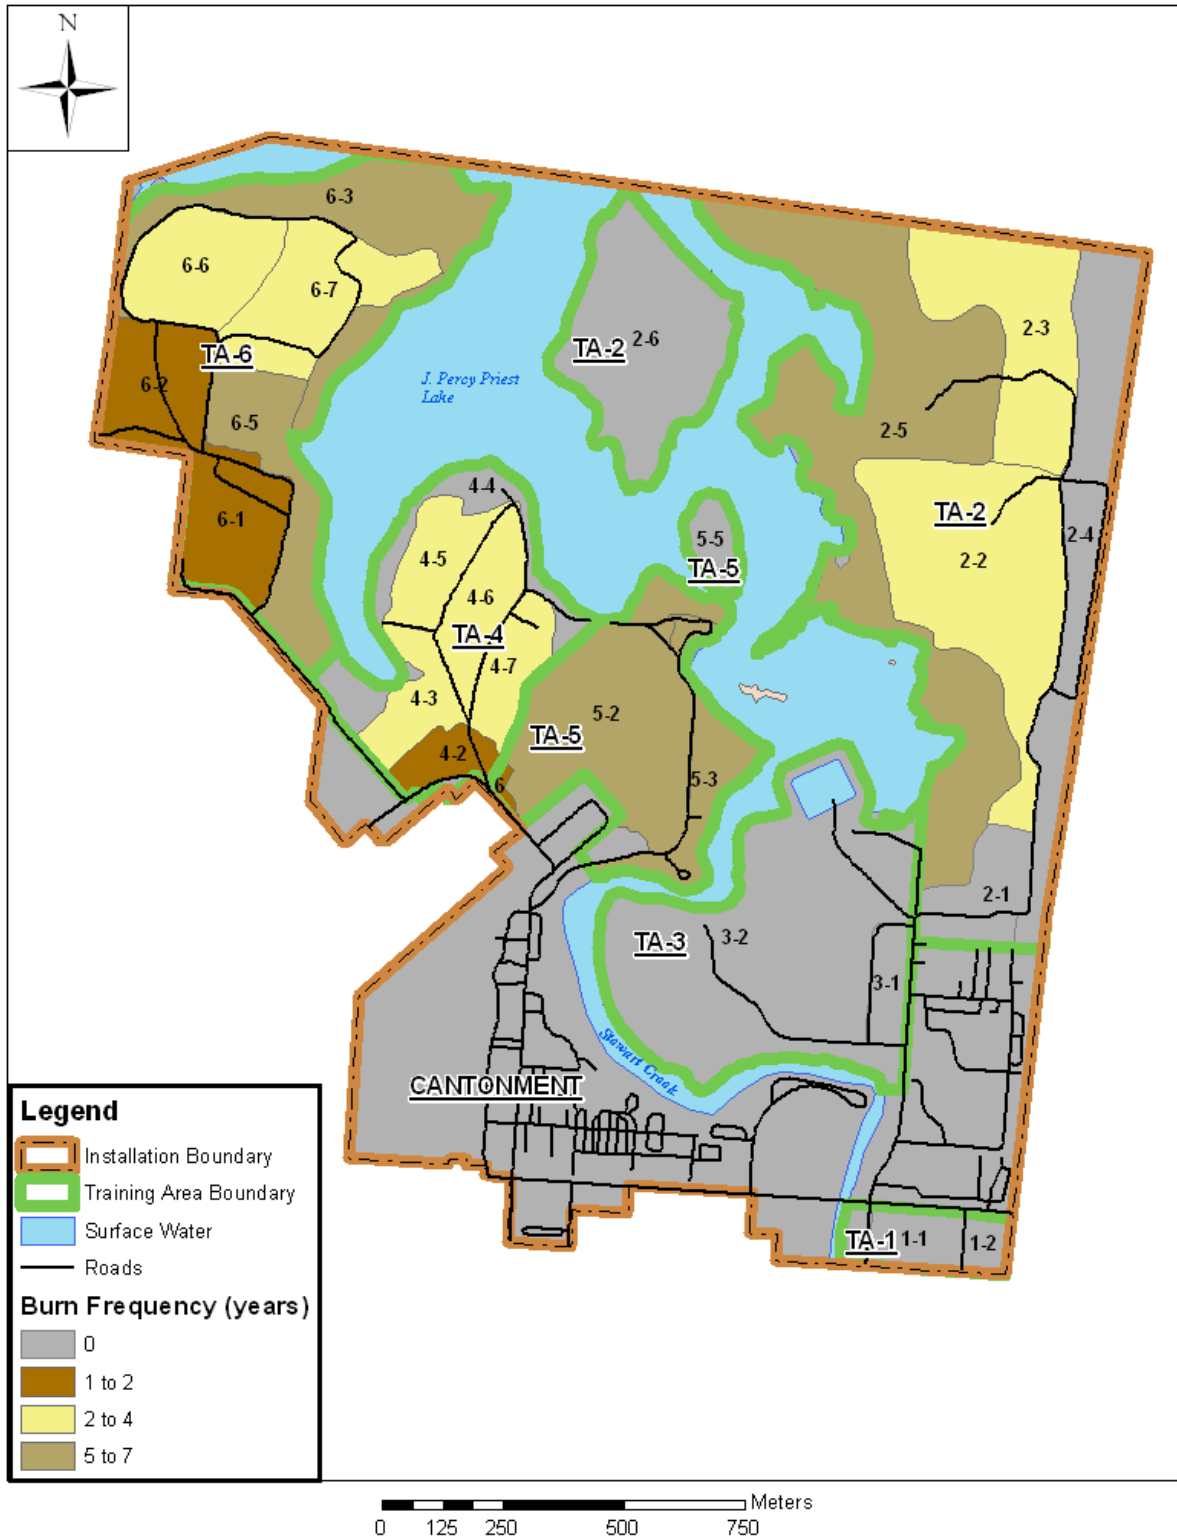 N
6-3
6-6
6-7
2-6
TA-2
2-3
TA-6
6-2
J. Percy Priest
Lake
6-5
2-5
4-4
6-1
TA-2
2-4
5-5
4-5
TA-5
2-2
4-6
TA-4
4-7
4-3
5-2
TA-5
4-2
5-3
6
2-1
TA-3
3-2
3-1
Stewart Creek
CANTONMENT
TA-1
1-1
1-2
Legend
Installation Boundary
Training Area Boundary
Surface Water
Roads
Burn Frequency (years)
0
1 to 2
2 to 4
5 to 7
Meters
0 125 250 500 750